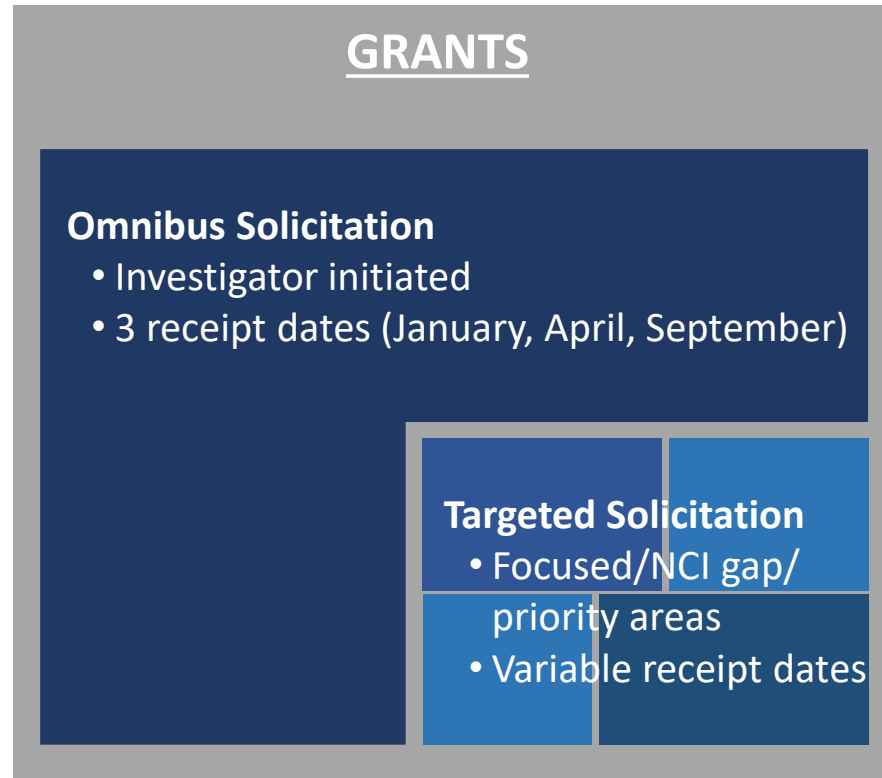 GRANTS
Omnibus Solicitation
• Investigator initiated
• 3 receipt dates (January, April, September)
Targeted Solicitation
• Focused/NCI gap/
priority areas
• Variable receipt dates